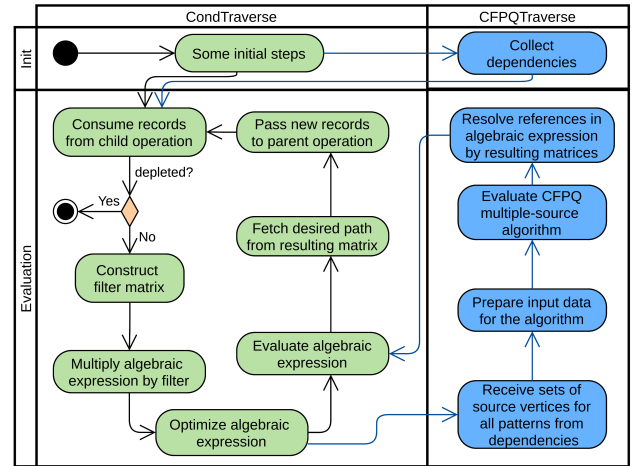 CondTraverse
CFPQTraverse
Init
Some initial steps
Collect
dependencies
Evaluation
Consume records
from child operation
Pass new records
to parent operation
Resolve references in
algebraic expression
by resulting matrices
depleted?
Yes
No
Evaluate CFPQ
multiple-source
algorithm
Fetch desired path
from resulting matrix
Construct
filter matrix
Prepare input data
for the algorithm
Evaluate algebraic
expression
Multiply algebraic
expression by filter
Receive sets of
source vertices for
all patterns from
dependencies
Optimize algebraic
expression